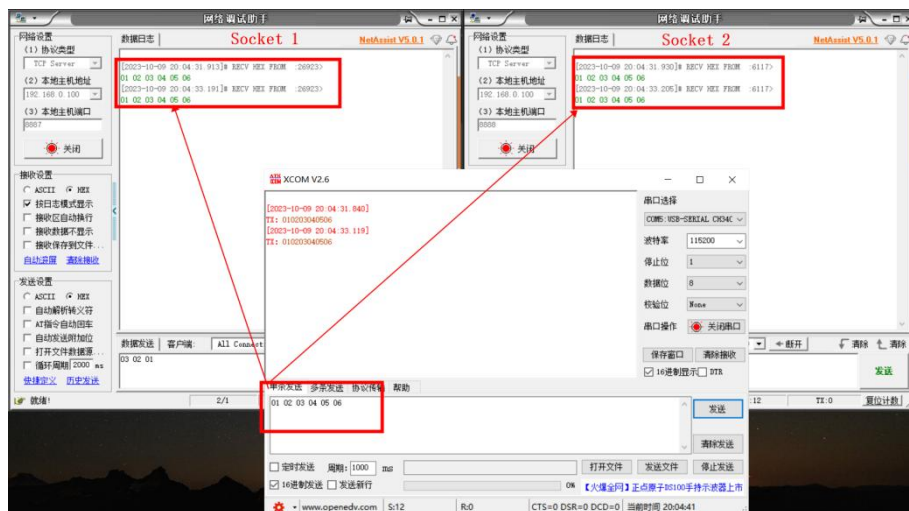 网络调试助手
网络设置
(1) 协议类型
TCP Server
(2) 本地主机地址
192.168.0.100
(3) 本地主机端口
8887
关闭
接收设置
ASCII HEX
按日志模式显示
接收区自动换行
接收数据不显示
接收保存到文件...
自动滚屏 清除接收
发送设置
ASCII HEX
自动解析转义符
AT指令自动回车
自动发送附加位
打开文件数据源...
循环周期 2000 ms
快捷定义 历史发送
就绪!
2/1
数据日志
Socket 1
NetAssist V5.0.1
[2023-10-09 20:04:31.913]# RECV HEX FROM :26923>
01 02 03 04 05 06
[2023-10-09 20:04:33.191]# RECV HEX FROM :26923>
01 02 03 04 05 06
数据发送 客户端: All Connect
03 02 01
网络调试助手
网络设置
(1) 协议类型
TCP Server
(2) 本地主机地址
192.168.0.100
(3) 本地主机端口
8888
关闭
数据日志
Socket 2
NetAssist V5.0.1
[2023-10-09 20:04:31.930]# RECV HEX FROM :6117>
01 02 03 04 05 06
[2023-10-09 20:04:33.205]# RECV HEX FROM :6117>
01 02 03 04 05 06
断开 清除 清除
发送
:12 TX:0 复位计数
XCOM V2.6
[2023-10-09 20:04:31.840]
TX: 010203040506
[2023-10-09 20:04:33.119]
TX: 010203040506
串口选择
COM5:USB-SERIAL CH34C
波特率 115200
停止位 1
数据位 8
校验位 None
串口操作 关闭串口
保存窗口 清除接收
16进制显示 DTR
单条发送 多条发送 协议传输 帮助
01 02 03 04 05 06
发送
清除发送
定时发送 周期: 1000 ms 打开文件 发送文件 停止发送
16进制发送 发送新行 0% 【火爆全网】正点原子DS100手持示波器上市
www.openedv.com S:12 R:0 CTS=0 DSR=0 DCD=0 当前时间 20:04:41